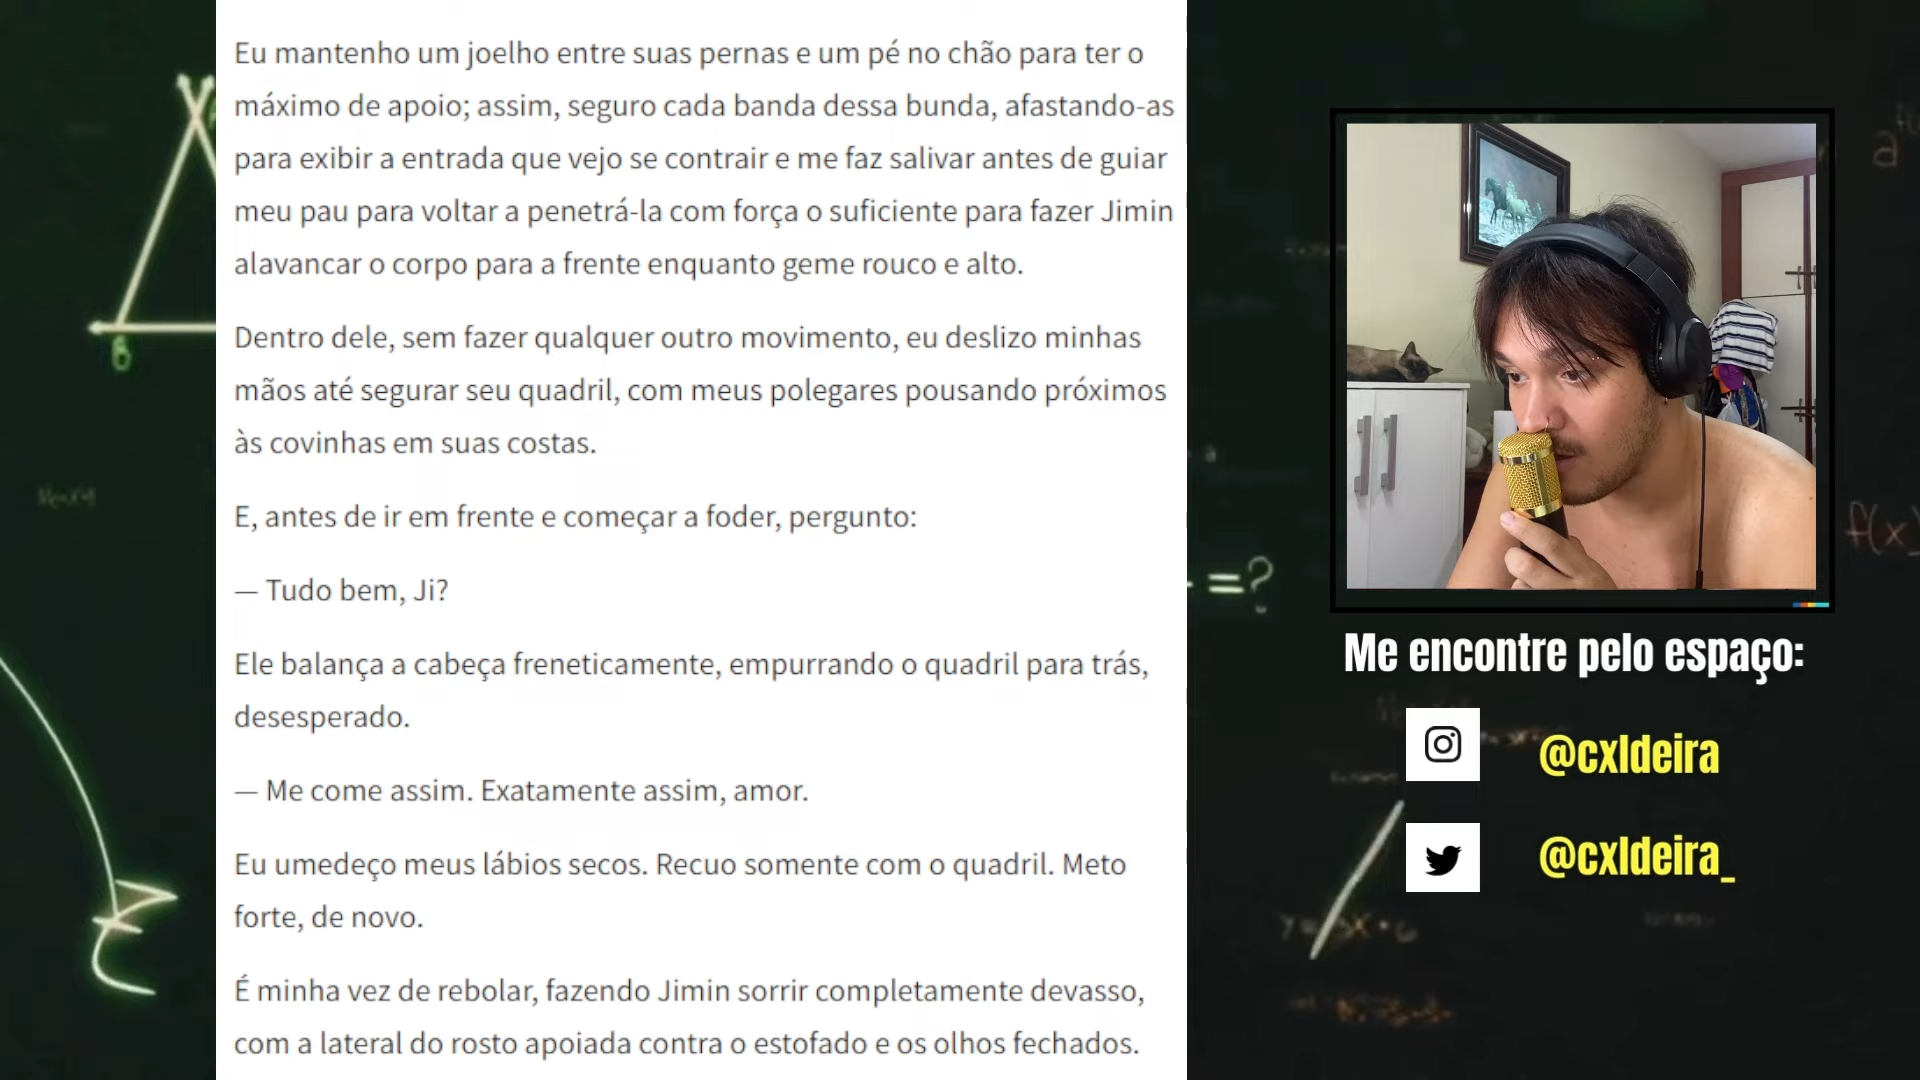 Eu mantenho um joelho entre suas pernas e um pé no chão para ter o
máximo de apoio; assim, seguro cada banda dessa bunda, afastando-as
para exibir a entrada que vejo se contrair e me faz salivar antes de guiar
meu pau para voltar a penetrá-la com força o suficiente para fazer Jimin
alavancar o corpo para a frente enquanto geme rouco e alto.
Dentro dele, sem fazer qualquer outro movimento, eu deslizo minhas
mãos até segurar seu quadril, com meus polegares pousando próximos
às covinhas em suas costas.
E, antes de ir em frente e começar a foder, pergunto:
— Tudo bem, Ji?
Ele balança a cabeça freneticamente, empurrando o quadril para trás,
desesperado.
— Me come assim. Exatamente assim, amor.
Eu umedeço meus lábios secos. Recuo somente com o quadril. Meto
forte, de novo.
É minha vez de rebolar, fazendo Jimin sorrir completamente devasso,
com a lateral do rosto apoiada contra o estofado e os olhos fechados.
=?
f(x)
Me encontre pelo espaço:
@cxldeira
@cxldeira_